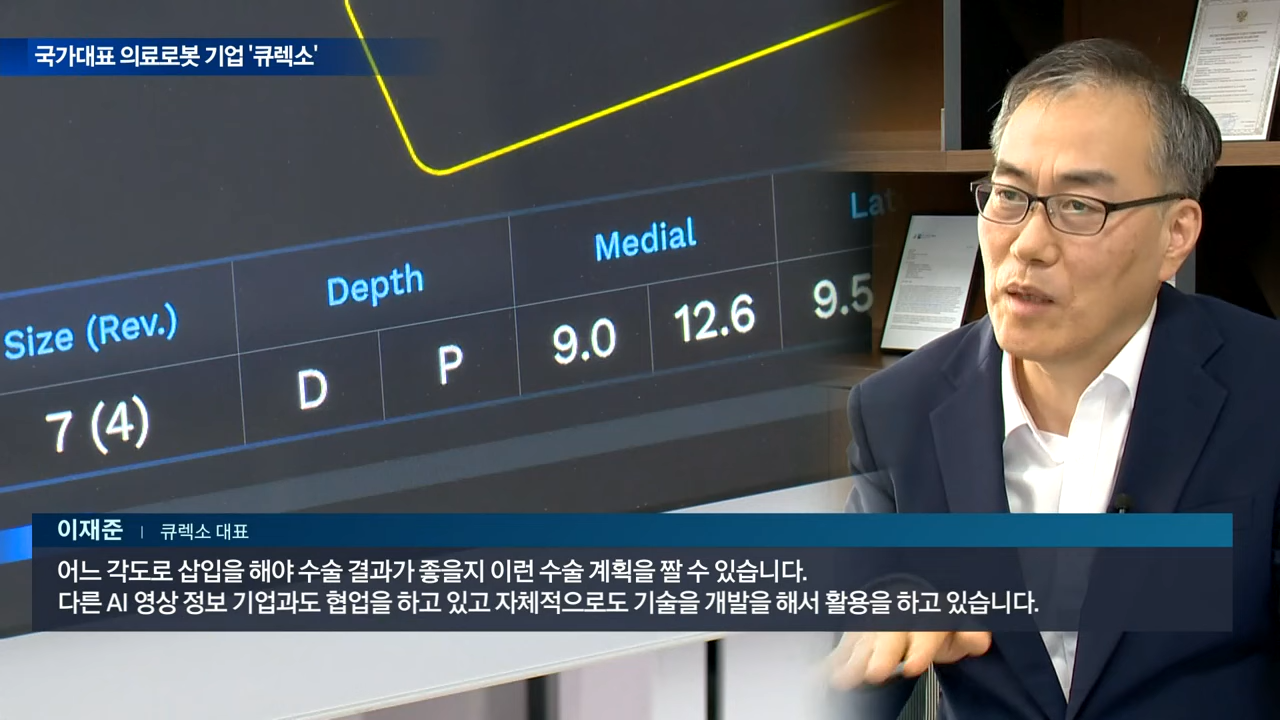 국가대표 의료로봇 기업 '큐렉소'
Lat
Medial
Depth
Size (Rev.)
9.5
12.6
9.0
P
D
7 (4)
이재준 | 큐렉소 대표
어느 각도로 삽입을 해야 수술 결과가 좋을지 이런 수술 계획을 짤 수 있습니다.
다른 AI 영상 정보 기업과도 협업을 하고 있고 자체적으로도 기술을 개발을 해서 활용을 하고 있습니다.